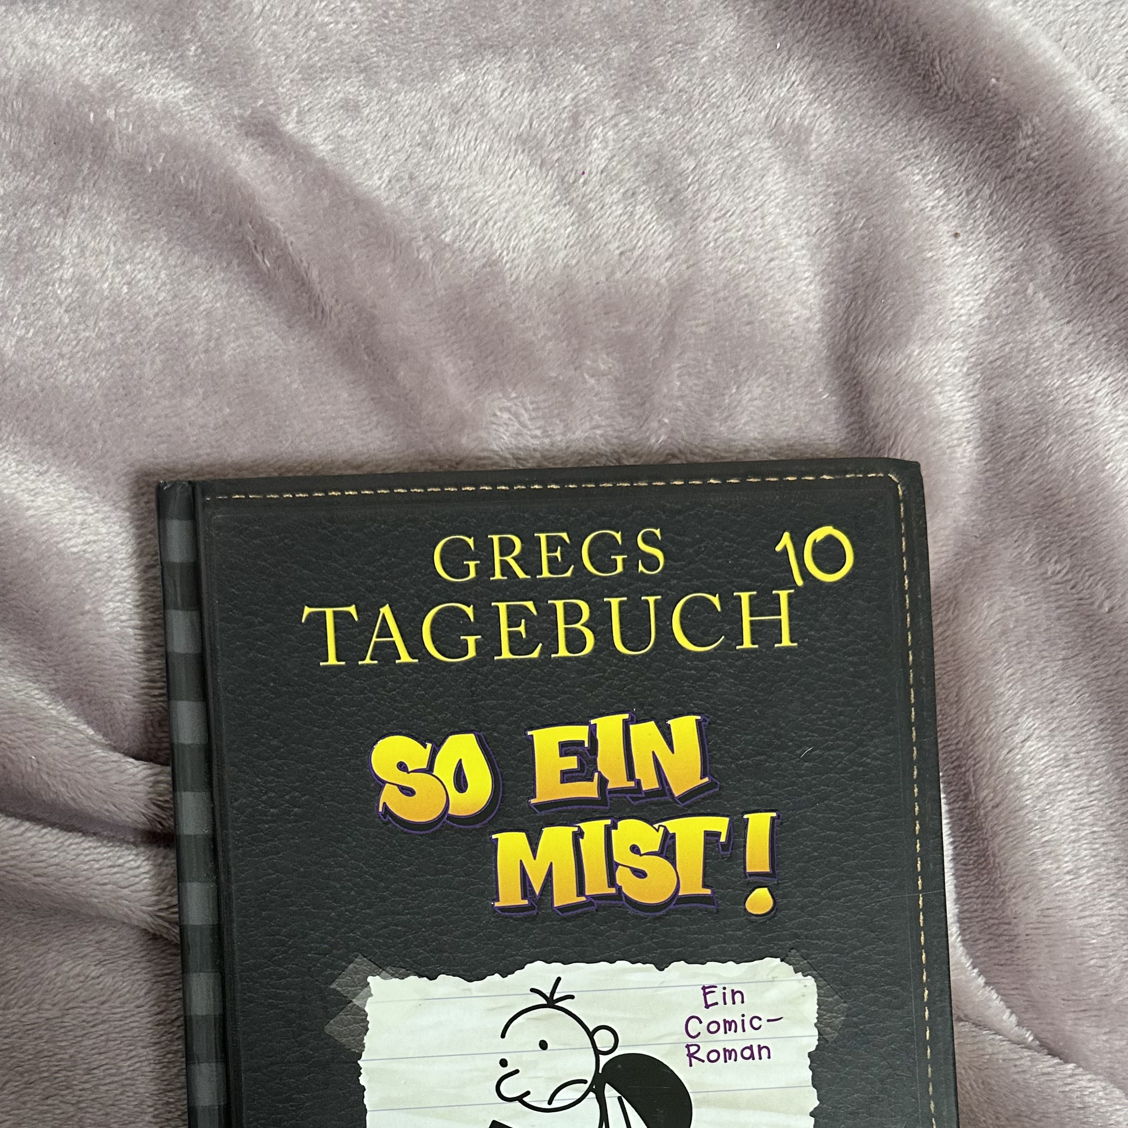 GREGS 10
TAGEBUCH
SO EIN
MIST!
Ein
Comic-
Roman